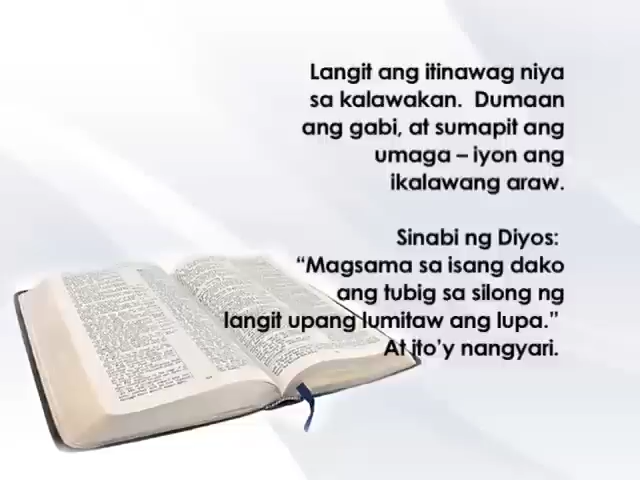 Langit ang itinawag niya
sa kalawakan. Dumaan
ang gabi, at sumapit ang
umaga – iyon ang
ikalawang araw.
Sinabi ng Diyos:
“Magsama sa isang dako
ang tubig sa silong ng
langit upang lumitaw ang lupa.”
At ito’y nangyari.